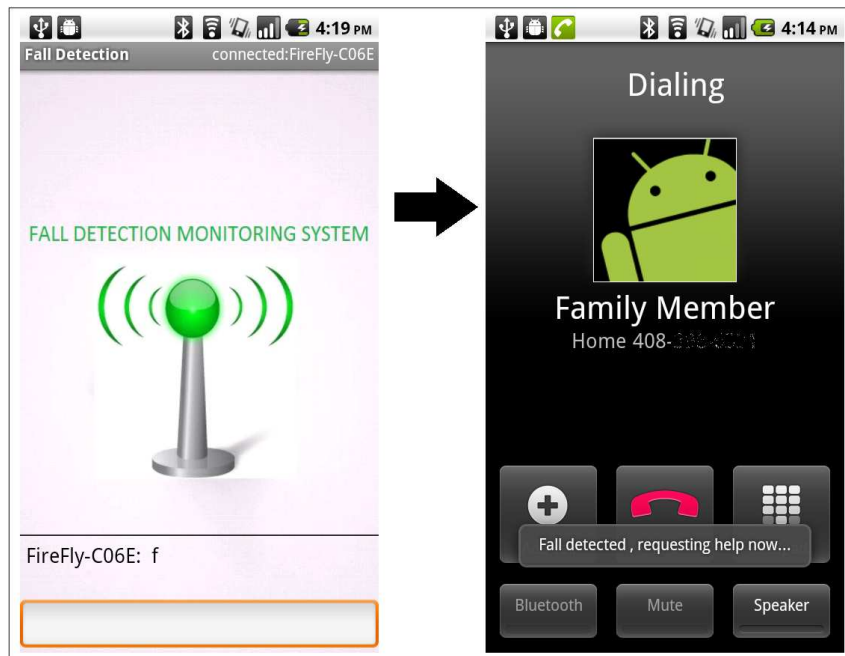 4:19 PM
Fall Detection connected:FireFly-C06E
FALL DETECTION MONITORING SYSTEM
FireFly-C06E: f
4:14 PM
Dialing
Family Member
Home 408-
Fall detected , requesting help now...
Bluetooth Mute Speaker